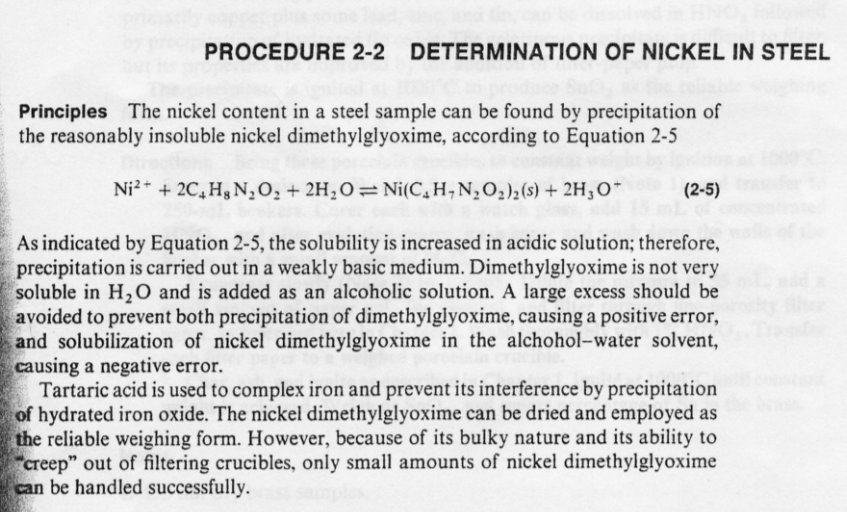 PROCEDURE 2-2 DETERMINATION OF NICKEL IN STEEL
Principles The nickel content in a steel sample can be found by precipitation of
the reasonably insoluble nickel dimethylglyoxime, according to Equation 2-5
Ni²⁺ + 2C₄H₈N₂O₂ + 2H₂O ⇌ Ni(C₄H₇N₂O₂)₂(s) + 2H₃O⁺ (2-5)
As indicated by Equation 2-5, the solubility is increased in acidic solution; therefore,
precipitation is carried out in a weakly basic medium. Dimethylglyoxime is not very
soluble in H₂O and is added as an alcoholic solution. A large excess must be
avoided to prevent both precipitation of dimethylglyoxime, causing a positive error,
and solubilization of nickel dimethylglyoxime in the alchohol–water solvent,
causing a negative error.
Tartaric acid is used to complex iron and prevent its interference by precipitation
of hydrated iron oxide. The nickel dimethylglyoxime can be dried and employed as
the reliable weighing form. However, because of its bulky nature and its ability to
"creep" out of filtering crucibles, only small amounts of nickel dimethylglyoxime
can be handled successfully.